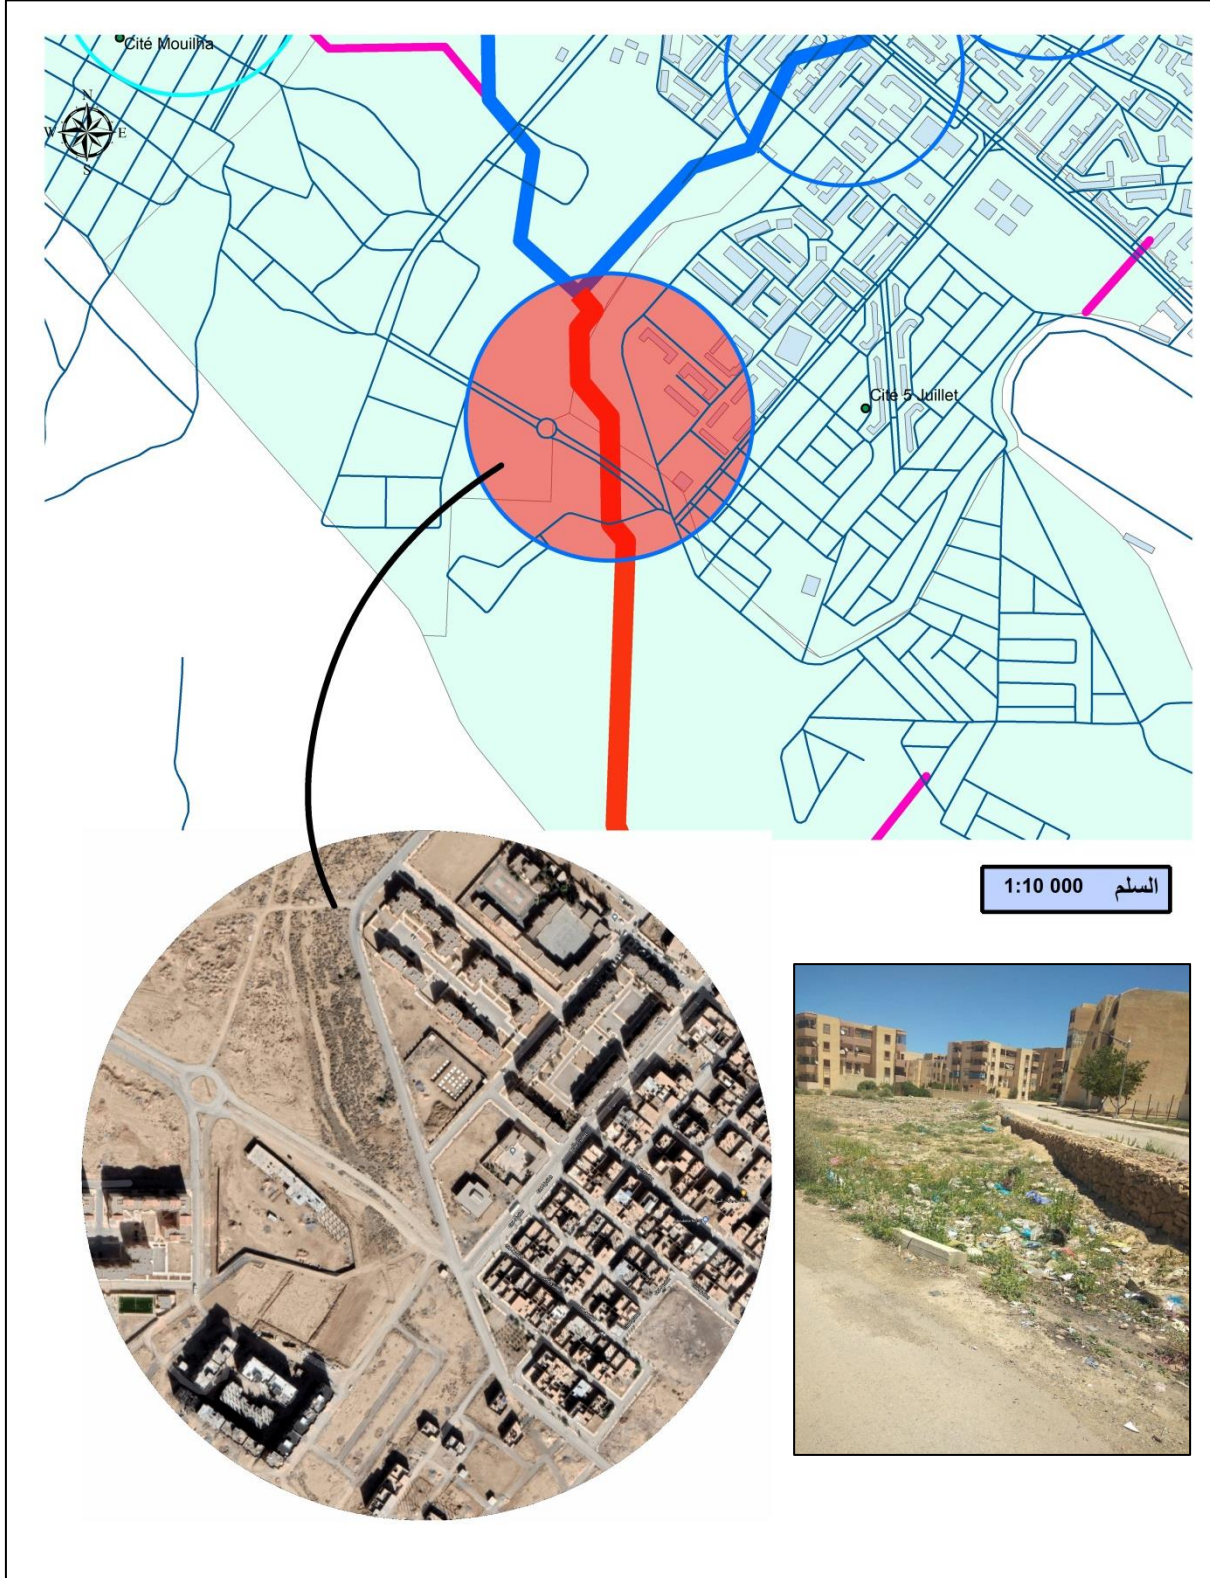 Cité Mouilha
N
W E
S
Cité 5 Juillet
1:10 000 السلم